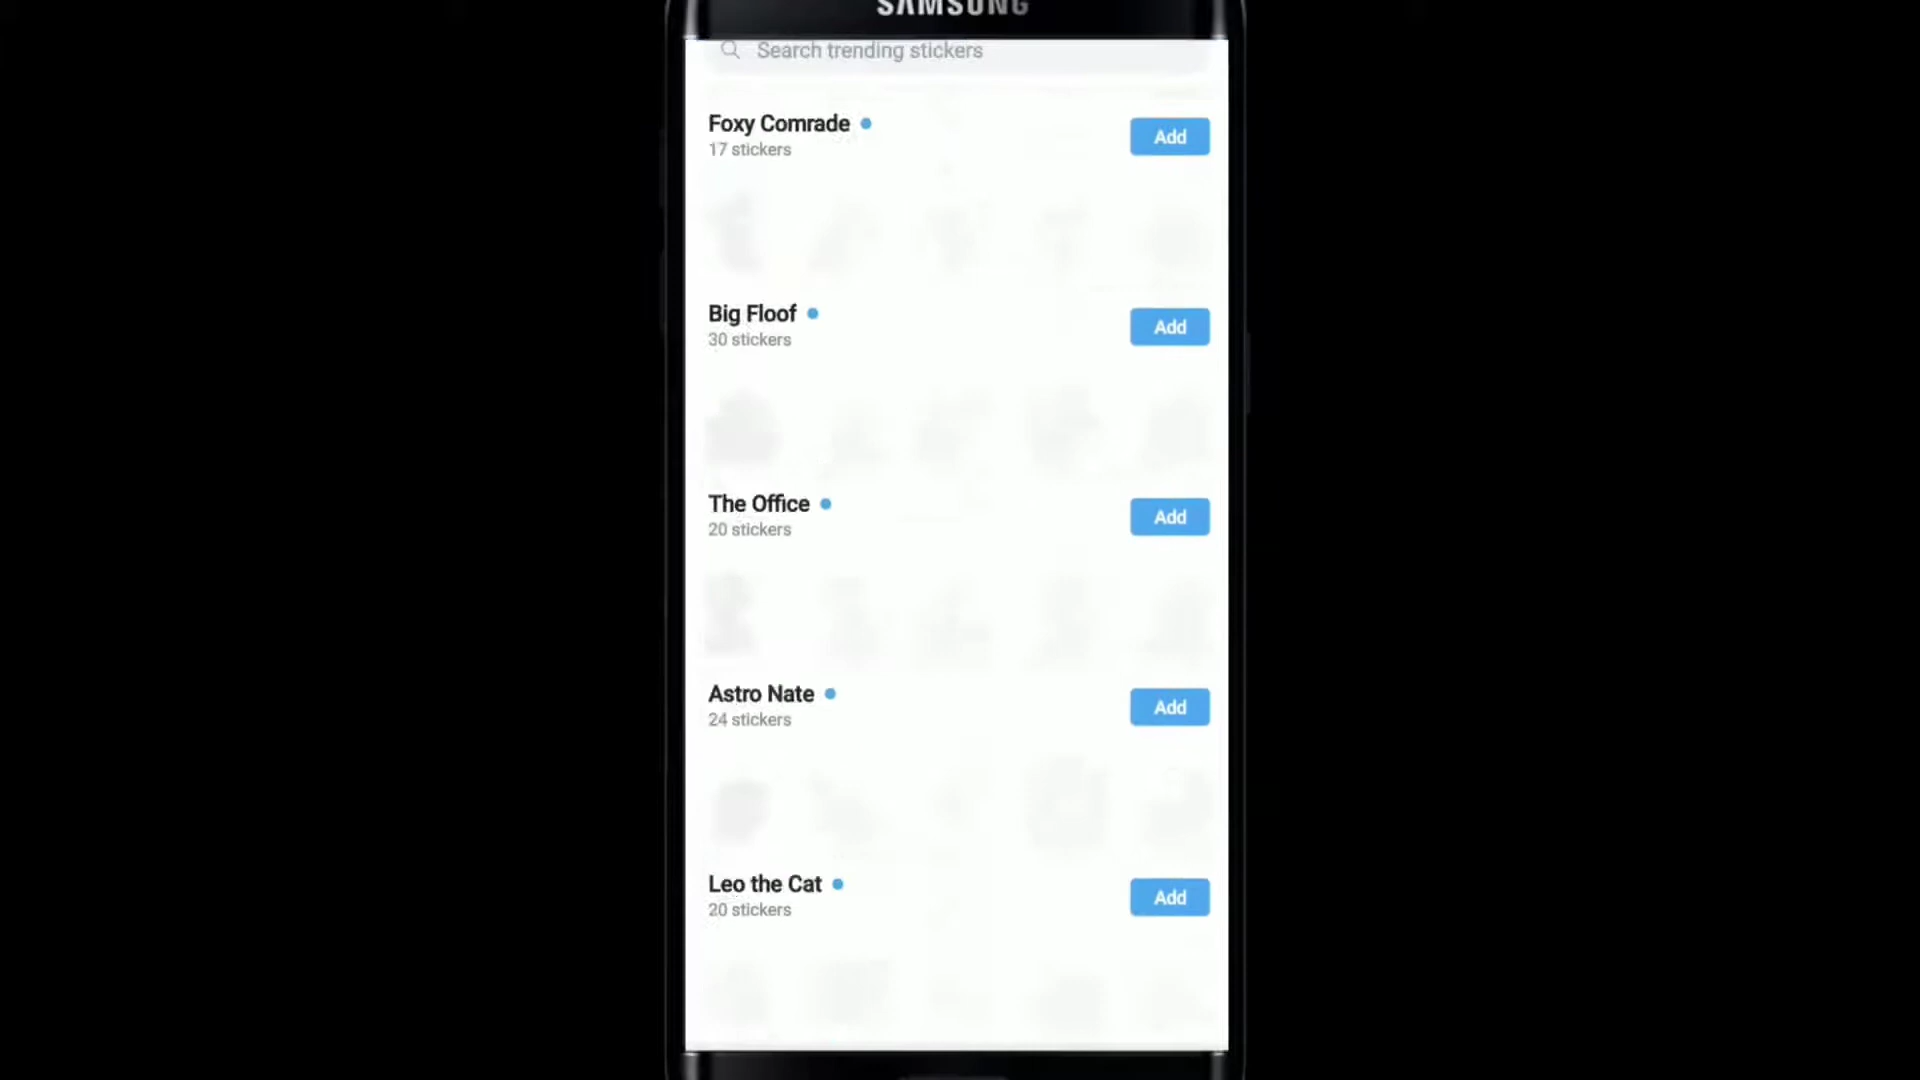 SAMSUNG
Search trending stickers
Foxy Comrade
17 stickers
Add
Big Floof
30 stickers
Add
The Office
20 stickers
Add
Astro Nate
24 stickers
Add
Leo the Cat
20 stickers
Add